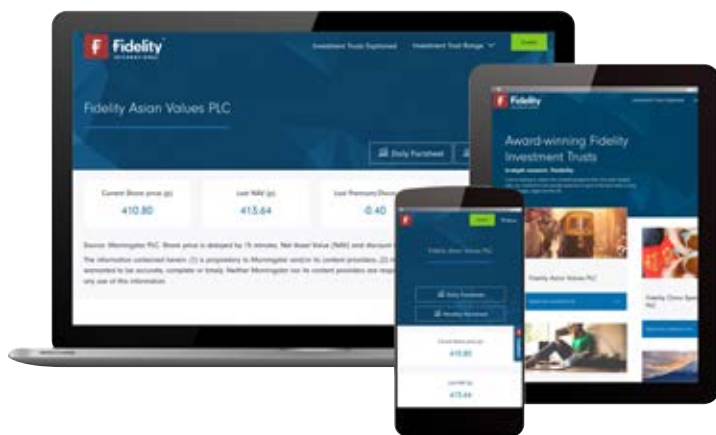 Fidelity
INTERNATIONAL
Investment Trusts Explained
Investment Trust Range
Fidelity Asian Values PLC
Daily Factsheet
Current Share price (p)
410.80
Last NAV (p)
413.64
Last Premium/Discount
-0.40
Source: Morningstar PLC. Share price is delayed by 15 minutes. Net Asset Value (NAV) and discount
The information contained herein: (1) is proprietary to Morningstar and/or its content providers; (2)
warranted to be accurate, complete or timely. Neither Morningstar nor its content providers are
any use of this information.
Fidelity
Award-winning Fidelity
Investment Trusts
Fidelity Asian Values PLC
Fidelity China Special
PLC
Fidelity Asian Values PLC
Daily Factsheet
Monthly Factsheet
Current Share price (p)
410.80
Last NAV (p)
413.64